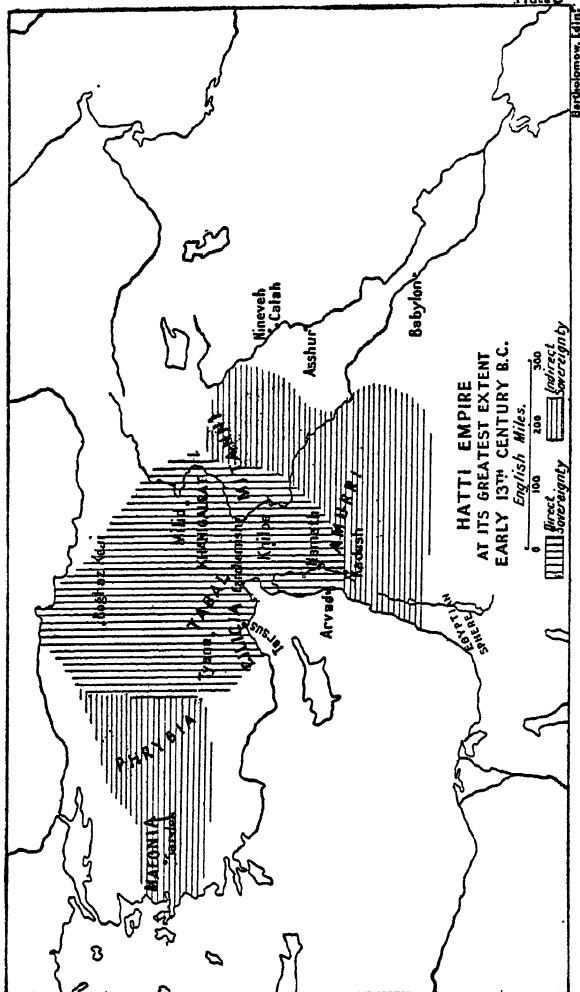 Bartholomew, Edin.
Boghaz Keui
Milid
KHANIGALBAT
MITANNI
Nineveh
Calah
Asshur
Babylon
PHRYGIA
Tyana
TABAL
CILICIA
Tarsus
Carchemish
MAEONIA
Sardes
Hamath
AMURRI
Kadesh
Arvad
EGYPTIAN
SPHERE
HATTI EMPIRE
AT ITS GREATEST EXTENT
EARLY 13TH CENTURY B.C.
English Miles.
0 100 200 300
Direct
Sovereignty
Indirect
Sovereignty